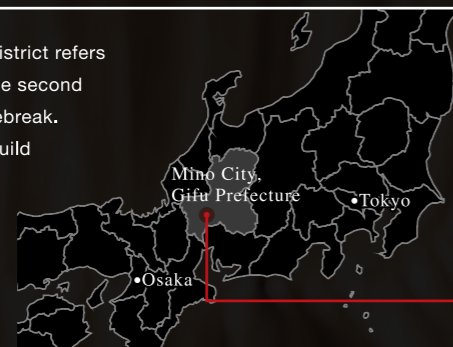 istrict refers
e second
ebreak.
uild
Mino City,
Gifu Prefecture
•Tokyo
•Osaka